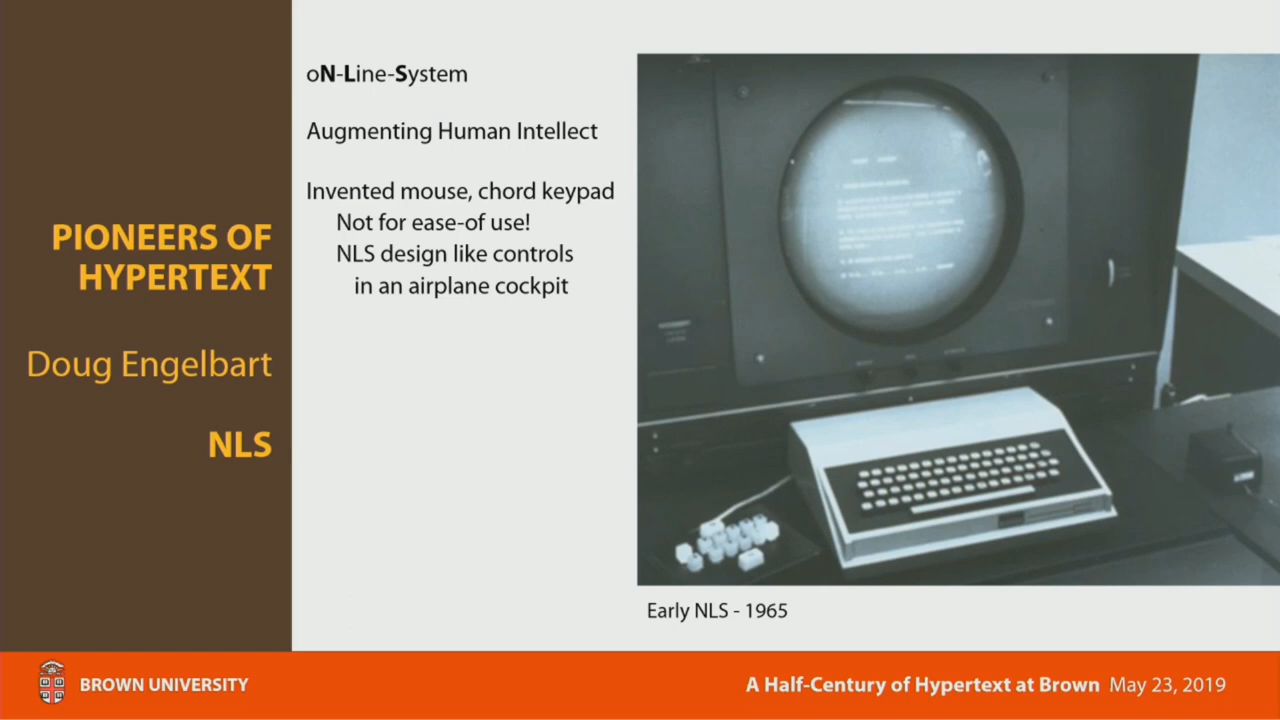 PIONEERS OF
HYPERTEXT
Doug Engelbart
NLS
oN-Line-System
Augmenting Human Intellect
Invented mouse, chord keypad
Not for ease-of use!
NLS design like controls
in an airplane cockpit
Early NLS - 1965
BROWN UNIVERSITY
A Half-Century of Hypertext at Brown May 23, 2019